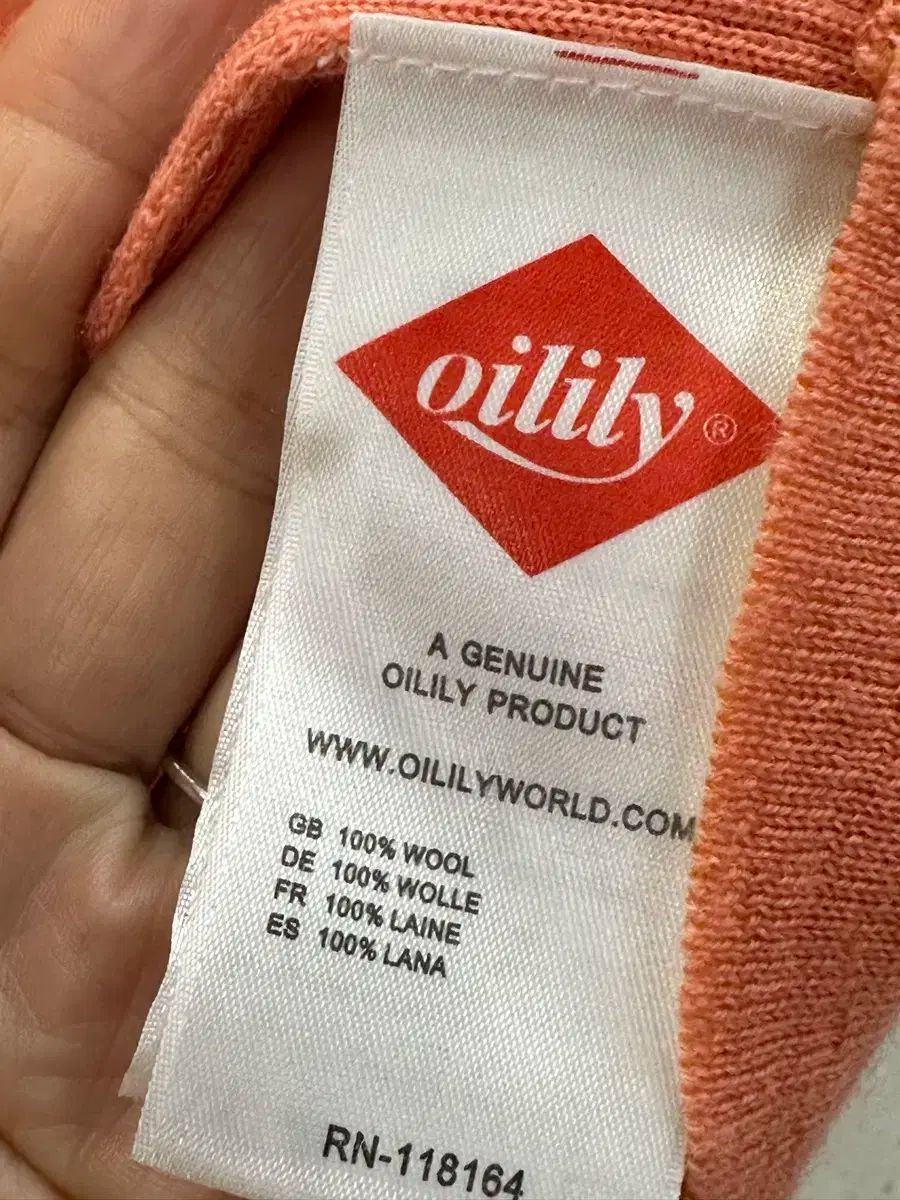 oilily®
A GENUINE
OILILY PRODUCT
WWW.OILILYWORLD.COM
GB 100% WOOL
DE 100% WOLLE
FR 100% LAINE
ES 100% LANA
RN-118164